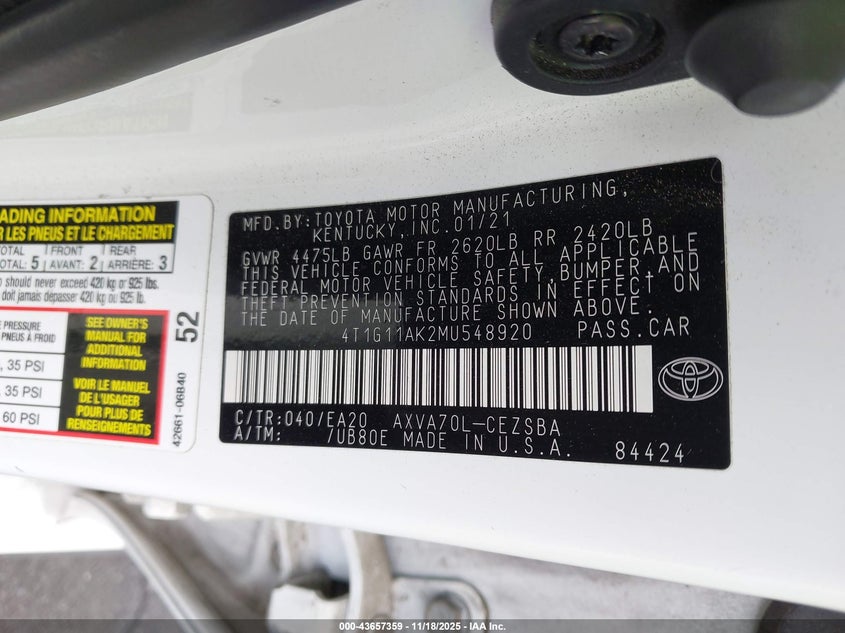 ADING INFORMATION
R LES PNEUS ET LE CHARGEMENT
OTAL FRONT REAR
OTAL: 5 AVANT: 2 ARRIÈRE: 3
should never exceed 420 kg or 925 lbs.
doit jamais dépasser 420 kg ou 925 lb.
PRESSURE
PNEUS À FROID
, 35 PSI
, 35 PSI
60 PSI
SEE OWNER'S
MANUAL FOR
ADDITIONAL
INFORMATION
VOIR LE MANUEL
DE L'USAGER
POUR PLUS DE
RENSEIGNEMENTS
52
42661-06B40
MFD.BY:TOYOTA MOTOR MANUFACTURING,
KENTUCKY,INC.01/21
GVWR 4475LB GAWR FR 2620LB RR 2420LB
THIS VEHICLE CONFORMS TO ALL APPLICABLE
FEDERAL MOTOR VEHICLE SAFETY,BUMPER,AND
THEFT PREVENTION STANDARDS IN EFFECT ON
THE DATE OF MANUFACTURE SHOWN ABOVE.
4T1G11AK2MU548920 PASS.CAR
C/TR:040/EA20 AXVA70L-CEZSBA
A/TM: /UB80E MADE IN U.S.A.
84424
000-43657359 | 11/18/2025 | IAA Inc.